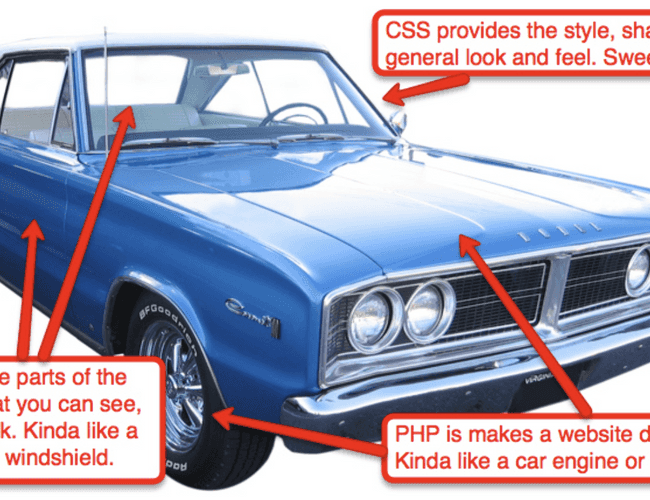 CSS provides the style, sha
general look and feel. Swee
BFGoodrich
e parts of the
at you can see,
k. Kinda like a
windshield.
VIRGIN
PHP is makes a website d
Kinda like a car engine or